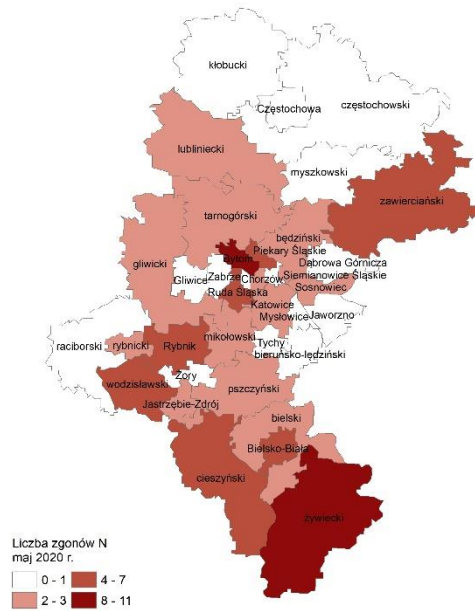 kłobucki
Częstochowa
częstochowski
lubliniecki
myszkowski
zawierciański
tarnogórski
będziński
Bytom
Piekary Śląskie
gliwicki
Dąbrowa Górnicza
Zabrze
Chorzów
Siemianowice Śląskie
Gliwice
Ruda Śląska
Sosnowiec
Katowice
Mysłowice
Jaworzno
raciborski
rybnicki
Rybnik
mikołowski
Tychy
bieruńsko-lędziński
Żory
wodzisławski
pszczyński
Jastrzębie-Zdrój
bielski
Bielsko-Biała
cieszyński
żywiecki
Liczba zgonów N
maj 2020 r.
0 - 1 4 - 7
2 - 3 8 - 11